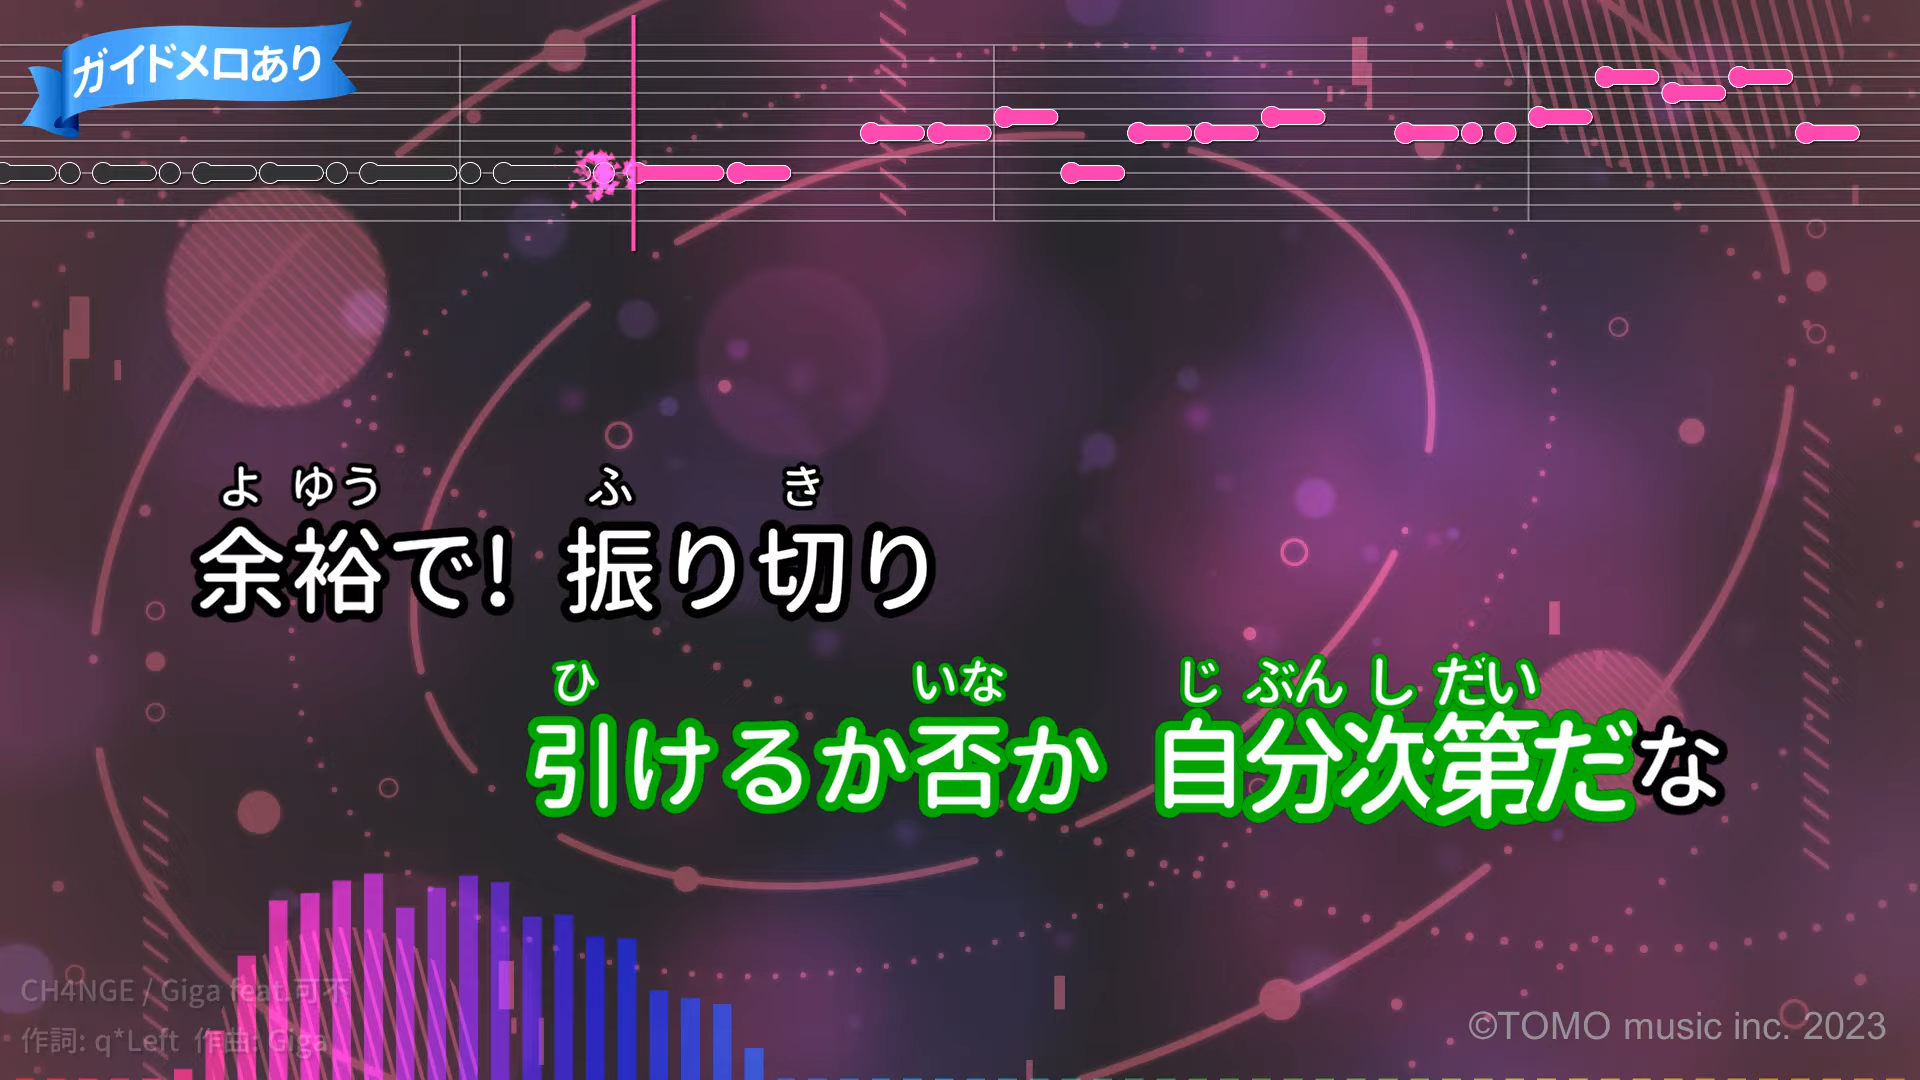 ガイドメロあり
よ ゆう ふ き
余裕で! 振り切り
ひ いな じ ぶん し だい
引けるか否か 自分次第だな
CH4NGE / Giga feat.可不
作詞: q*Left 作曲: Giga
©TOMO music inc. 2023